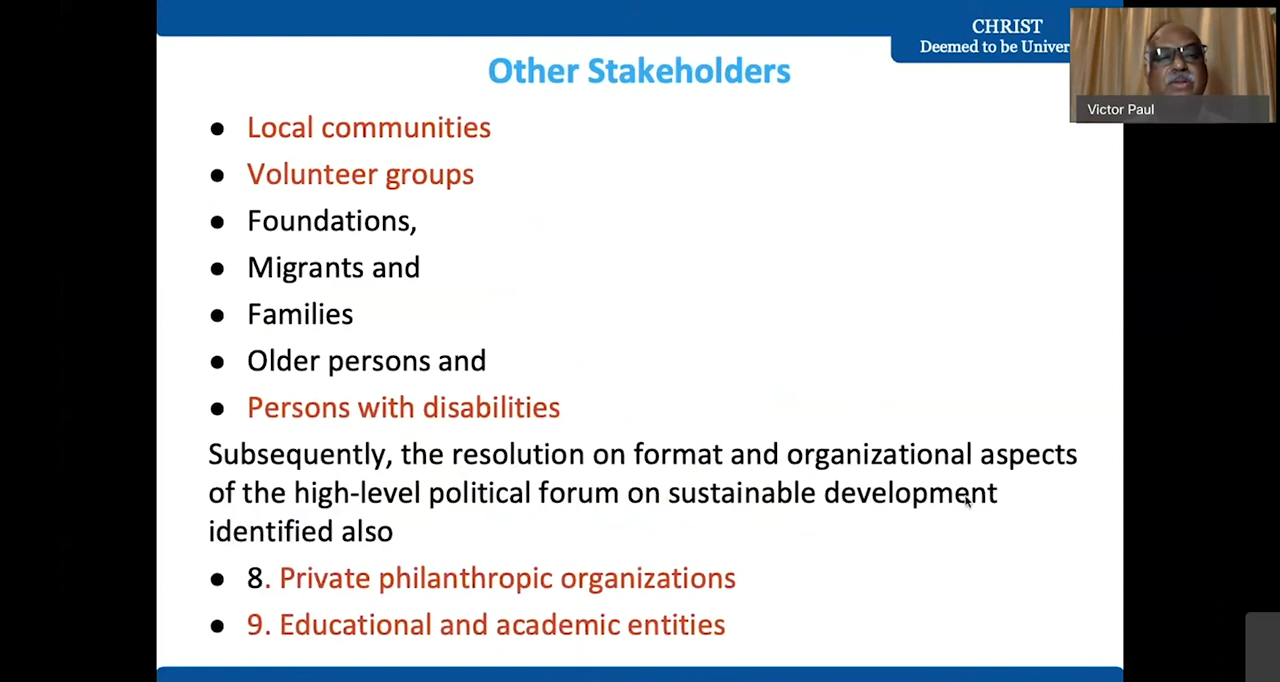 CHRIST
Deemed to be Univer
Victor Paul
Other Stakeholders
● Local communities
● Volunteer groups
● Foundations,
● Migrants and
● Families
● Older persons and
● Persons with disabilities
Subsequently, the resolution on format and organizational aspects
of the high-level political forum on sustainable development
identified also
● 8. Private philanthropic organizations
● 9. Educational and academic entities